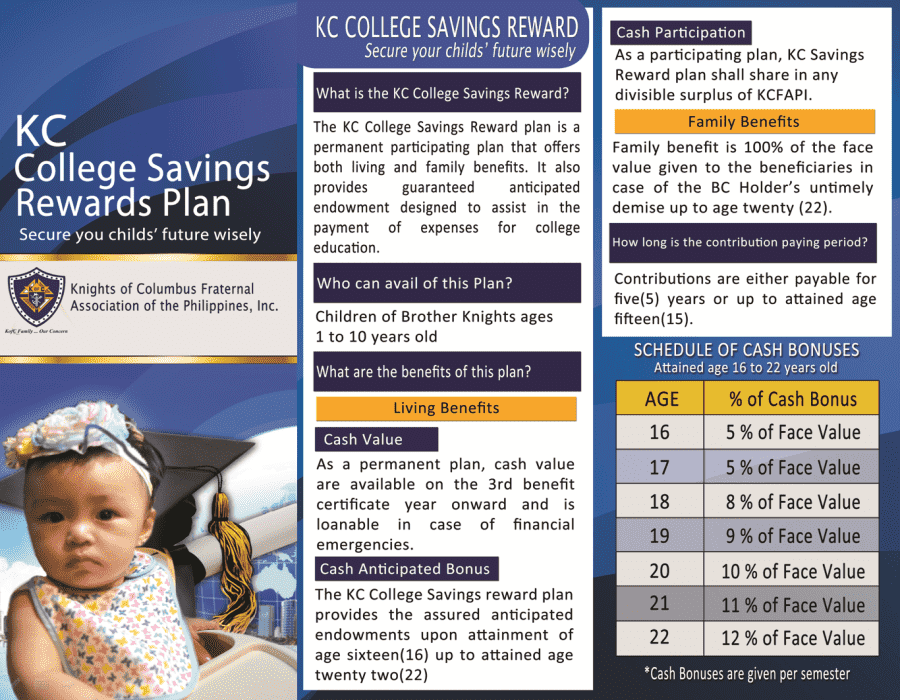 KC
College Savings
Rewards Plan
Secure you childs' future wisely
Knights of Columbus Fraternal
Association of the Philippines, Inc.
KofC Family ... Our Concern
KC COLLEGE SAVINGS REWARD
Secure your childs' future wisely
What is the KC College Savings Reward?
The KC College Savings Reward plan is a
permanent participating plan that offers
both living and family benefits. It also
provides guaranteed anticipated
endowment designed to assist in the
payment of expenses for college
education.
Who can avail of this Plan?
Children of Brother Knights ages
1 to 10 years old
What are the benefits of this plan?
Living Benefits
Cash Value
As a permanent plan, cash value
are available on the 3rd benefit
certificate year onward and is
loanable in case of financial
emergencies.
Cash Anticipated Bonus
The KC College Savings reward plan
provides the assured anticipated
endowments upon attainment of
age sixteen(16) up to attained age
twenty two(22)
Cash Participation
As a participating plan, KC Savings
Reward plan shall share in any
divisible surplus of KCFAPI.
Family Benefits
Family benefit is 100% of the face
value given to the beneficiaries in
case of the BC Holder's untimely
demise up to age twenty (22).
How long is the contribution paying period?
Contributions are either payable for
five(5) years or up to attained age
fifteen(15).
SCHEDULE OF CASH BONUSES
Attained age 16 to 22 years old
AGE % of Cash Bonus
16 5 % of Face Value
17 5 % of Face Value
18 8 % of Face Value
19 9 % of Face Value
20 10 % of Face Value
21 11 % of Face Value
22 12 % of Face Value
*Cash Bonuses are given per semester